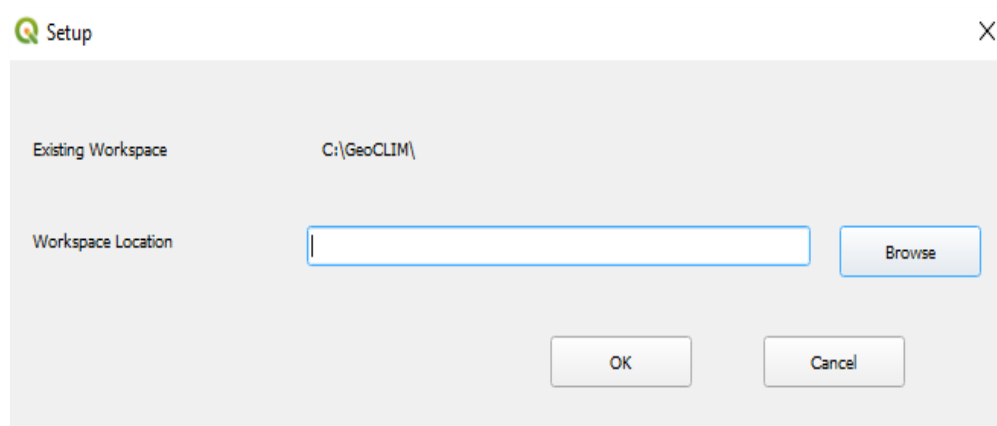 Setup
Existing Workspace C:\GeoCLIM\
Workspace Location
Browse
OK Cancel